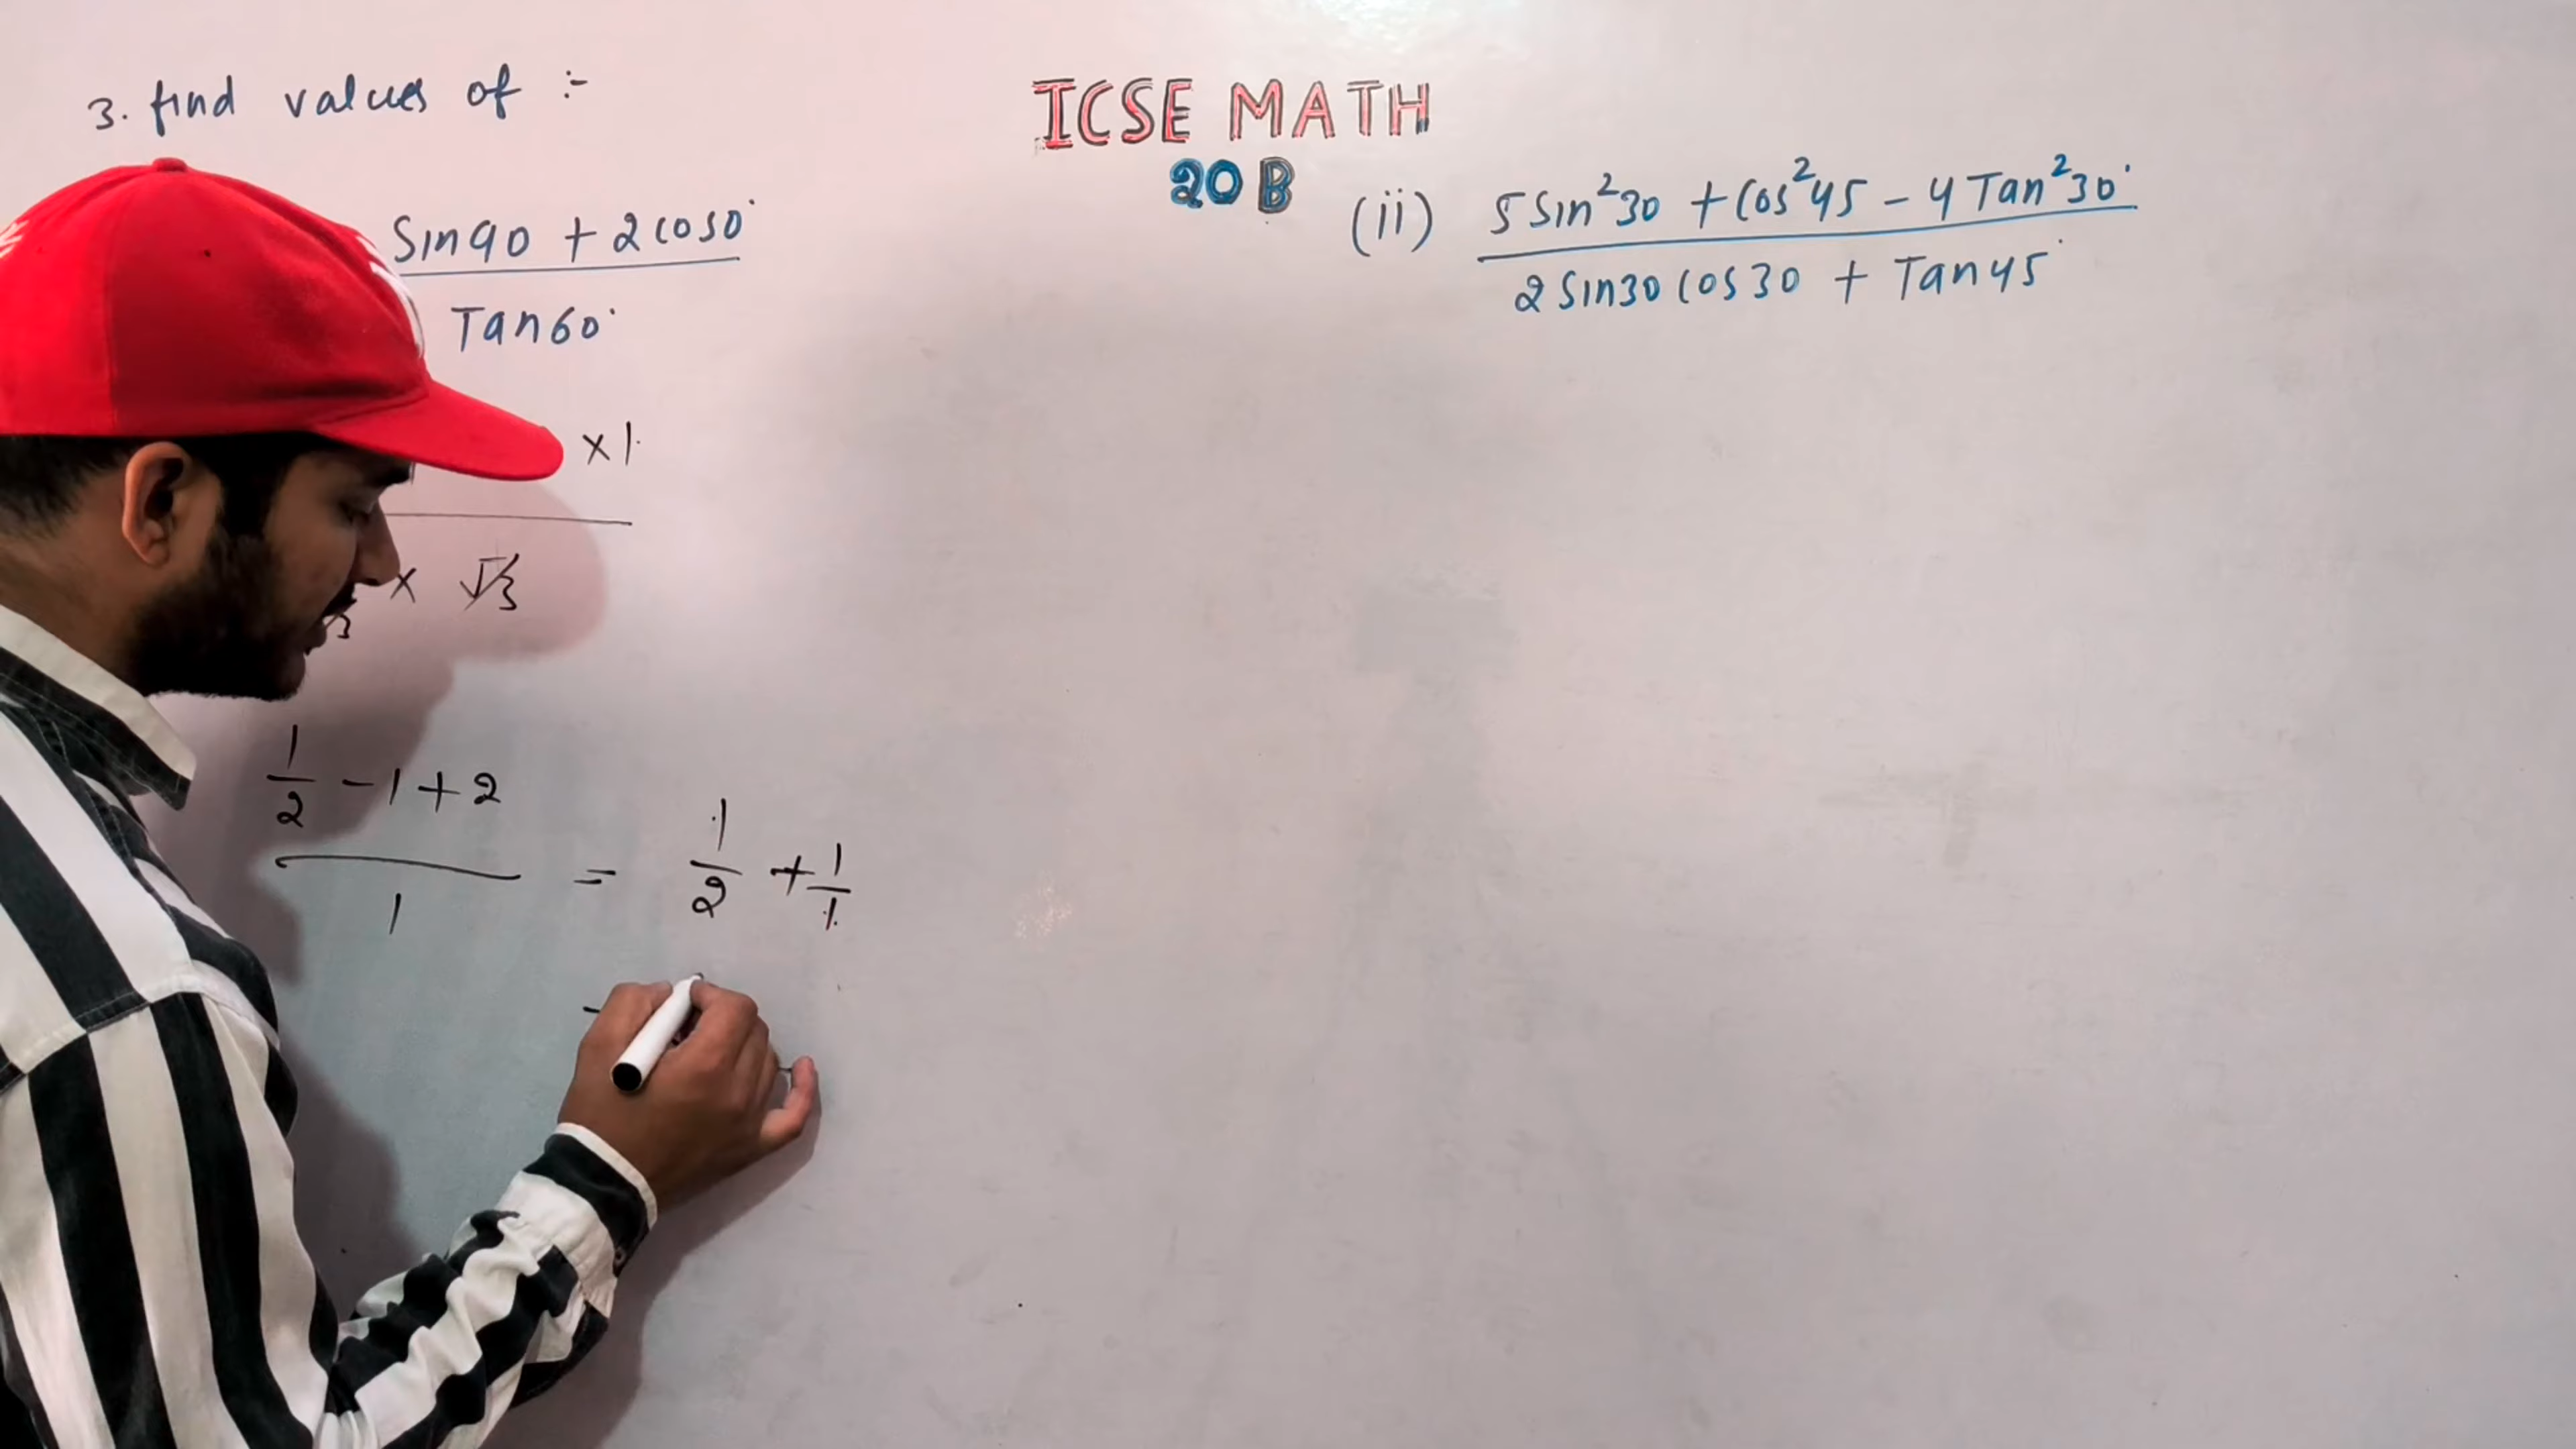 3. find values of :-
Sin90 + 2 cos0°
Tan60°
× 1
× √3
1/2 - 1 + 2
1
= 1/2 + 1/1
ICSE MATH
20 B
(ii) 5 Sin²30 + Cos²45 - 4 Tan²30°
2 Sin30 Cos30 + Tan45°